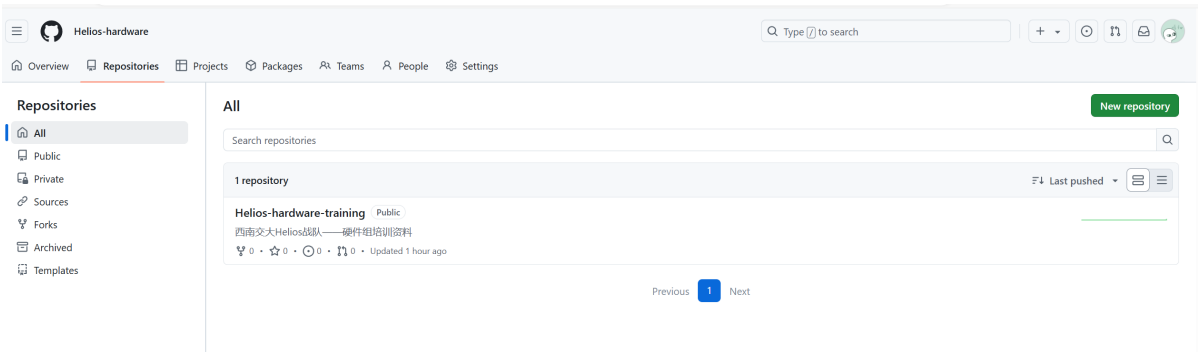 Helios-hardware
Type / to search
Overview Repositories Projects Packages Teams People Settings
Repositories
All
Public
Private
Sources
Forks
Archived
Templates
All
New repository
Search repositories
1 repository
Last pushed
Helios-hardware-training Public
西南交大Helios战队——硬件组培训资料
0 • 0 • 0 • 0 • Updated 1 hour ago
Previous 1 Next